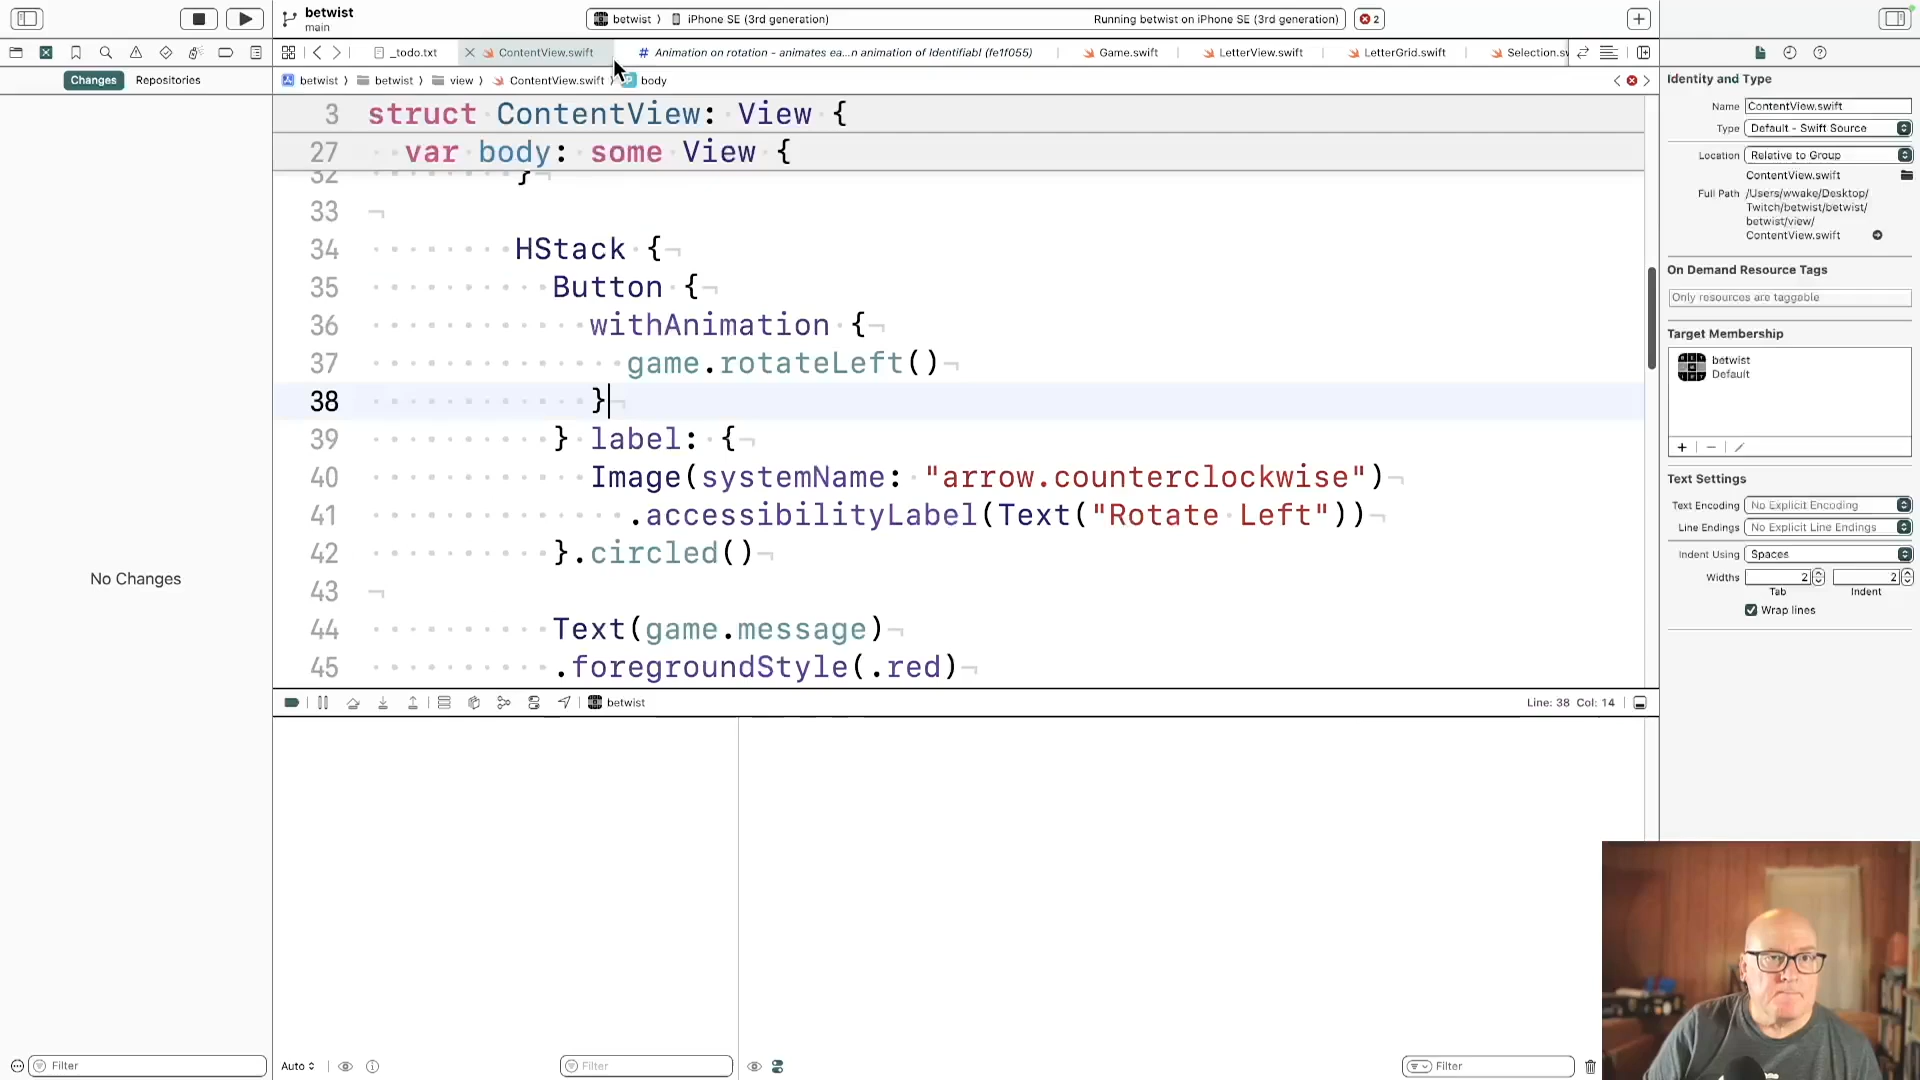 betwist
main
betwist
iPhone SE (3rd generation)
Running betwist on iPhone SE (3rd generation)
2
_todo.txt
ContentView.swift
Animation on rotation - animates ea...n animation of Identifiabl (fe1f055)
Game.swift
LetterView.swift
LetterGrid.swift
Selection.sw
Changes
Repositories
betwist
betwist
view
ContentView.swift
body
3 struct ContentView: View {
27 var body: some View {
32 }
33
34 HStack {
35 Button {
36 withAnimation {
37 game.rotateLeft()
38 }
39 } label: {
40 Image(systemName: "arrow.counterclockwise")
41 .accessibilityLabel(Text("Rotate Left"))
42 }.circled()
43
44 Text(game.message)
45 .foregroundStyle(.red)
No Changes
betwist
Line: 38 Col: 14
Auto
Filter
Filter
Filter
Identity and Type
Name ContentView.swift
Type Default - Swift Source
Location Relative to Group
ContentView.swift
Full Path /Users/wwake/Desktop/
Twitch/betwist/betwist/
betwist/view/
ContentView.swift
On Demand Resource Tags
Only resources are taggable
Target Membership
betwist
Default
Text Settings
Text Encoding No Explicit Encoding
Line Endings No Explicit Line Endings
Indent Using Spaces
Widths 2 2
Tab Indent
Wrap lines